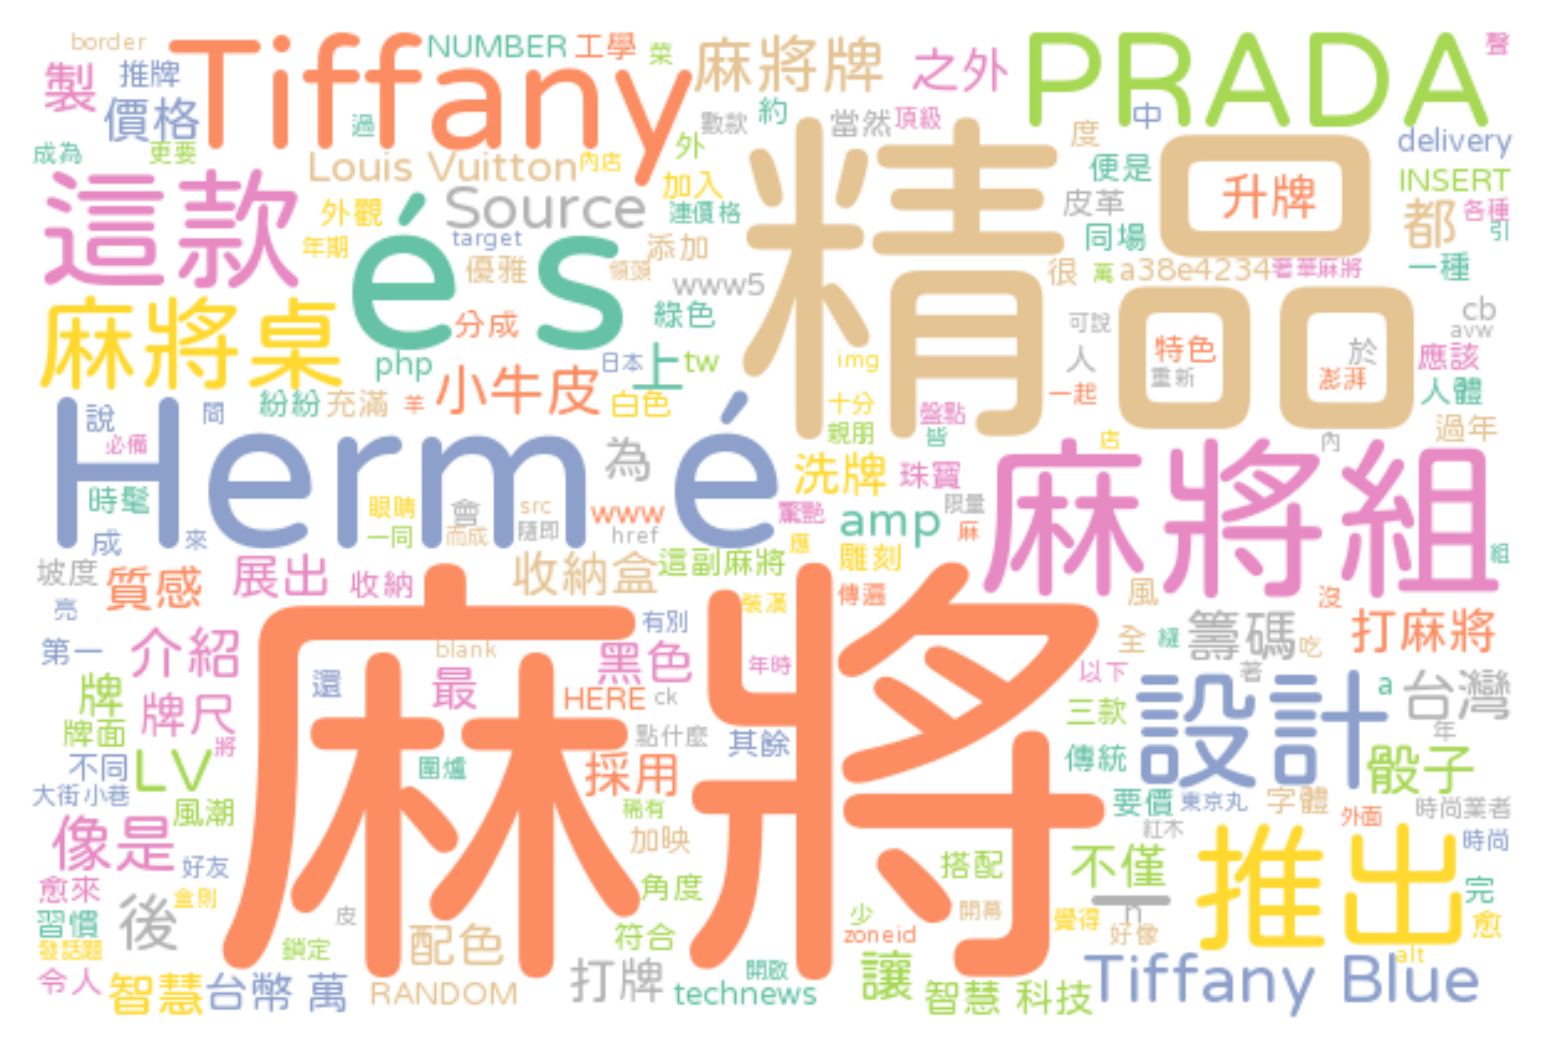 border
Tiffany
NUMBER
工學
菜
麻將牌
之外
PRADA
聲
製
推牌
價格
過
數款
約
當然
頂級
度
中
delivery
成為
更要
Louis Vuitton
內店
外
便是
升牌
INSERT
這款
外觀
és
Source
加入
連價格
精品
皮革
都
各種
年期
target
優雅
領頭
添加
同場
引
www5
很
萬
a38e4234
奢華麻將
一種
麻將桌
分成
綠色
可說
cb
avw
php
日本
上
tw
img
人
特色
重新
於
澎湃
應該
小牛皮
一起
人體
紛紛
充滿
羊
白色
十分
盤點
說
間
必備
親朋
皆
店
內
過年
Hermé
為
洗牌
珠寶
麻將組
時髦
眼睛
會
src
www
驚艷
amp
限量
成
來
一同
而成
隨即
href
應
麻
組
坡度
質感
展出
收納
收納盒
這副麻將
雕刻
亮
麻將
裝潢
傳遍
風
沒
有別
第一
介紹
blank
黑色
年時
全
縫
籌碼
吃
打麻將
還
最
以下
著
牌
牌尺
HERE
ck
設計
a
台灣
牌面
將
點什麼
其餘
三款
年
不同
LV
圍爐
採用
傳統
骰子
大街小巷
風潮
稀有
要價
東京丸
字體
外面
時尚業者
像是
好友
加映
紅木
時尚
愈來
盒則
角度
搭配
不僅
推出
完
習慣
後
皮
少
開幕
一
n
覺得
好像
愈
發話題
鎖定
配色
符合
zoneid
alt
令人
智慧
台幣 萬
RANDOM
打牌
開啟
technews
讓
智慧 科技
Tiffany Blue